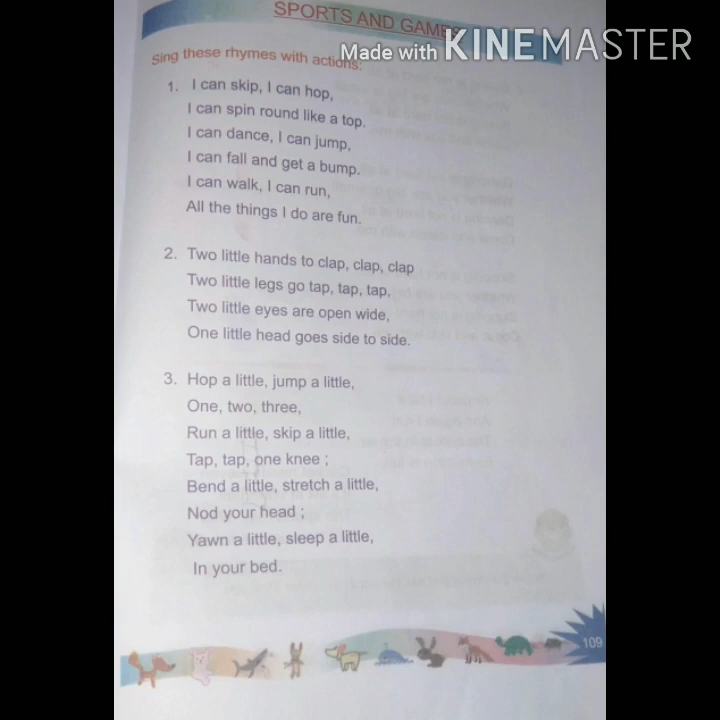 SPORTS AND GAMES
Made with KINEMASTER
Sing these rhymes with actions:
1. I can skip, I can hop,
I can spin round like a top.
I can dance, I can jump,
I can fall and get a bump.
I can walk, I can run,
All the things I do are fun.
2. Two little hands to clap, clap, clap
Two little legs go tap, tap, tap,
Two little eyes are open wide,
One little head goes side to side.
3. Hop a little, jump a little,
One, two, three,
Run a little, skip a little,
Tap, tap, one knee ;
Bend a little, stretch a little,
Nod your head ;
Yawn a little, sleep a little,
In your bed.
109